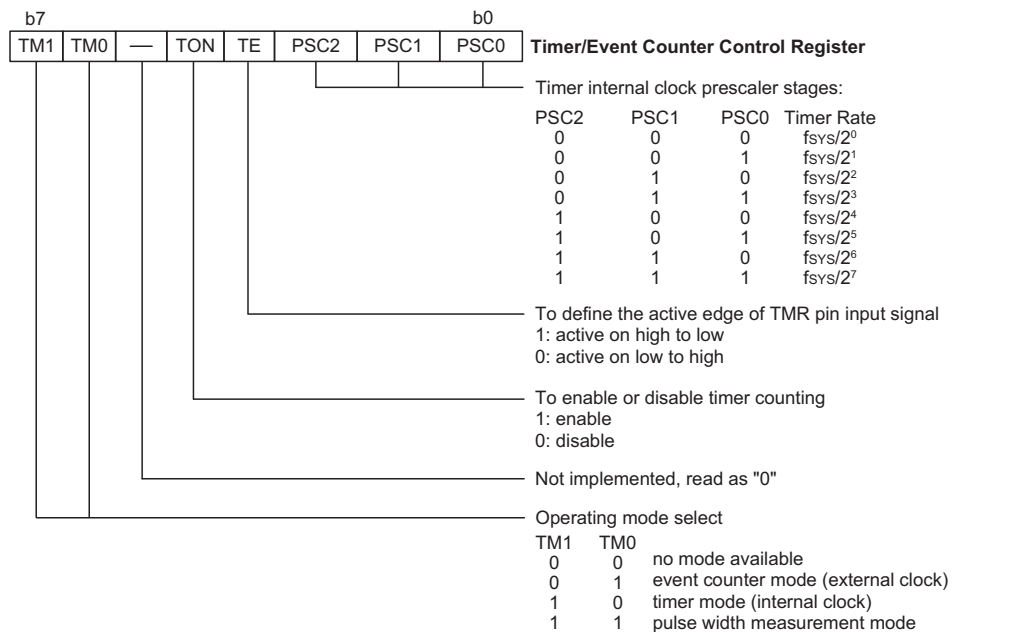 b7 b0
TM1 TM0 — TON TE PSC2 PSC1 PSC0 Timer/Event Counter Control Register
Timer internal clock prescaler stages:
PSC2 PSC1 PSC0 Timer Rate
0 0 0 fSYS/2⁰
0 0 1 fSYS/2¹
0 1 0 fSYS/2²
0 1 1 fSYS/2³
1 0 0 fSYS/2⁴
1 0 1 fSYS/2⁵
1 1 0 fSYS/2⁶
1 1 1 fSYS/2⁷
To define the active edge of TMR pin input signal
1: active on high to low
0: active on low to high
To enable or disable timer counting
1: enable
0: disable
Not implemented, read as "0"
Operating mode select
TM1 TM0
0 0 no mode available
0 1 event counter mode (external clock)
1 0 timer mode (internal clock)
1 1 pulse width measurement mode